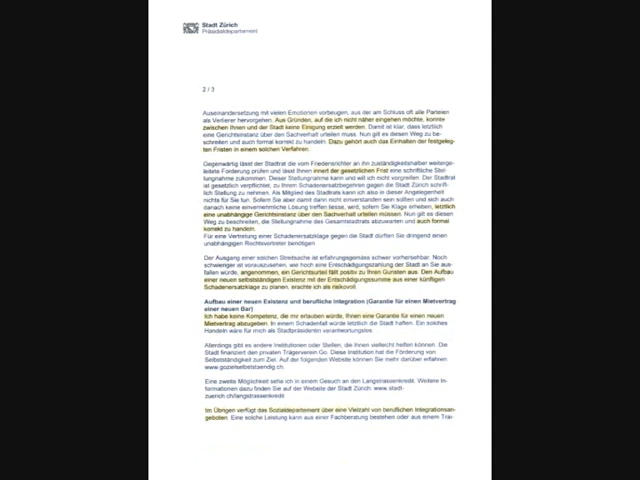 Stadt Zürich
Präsidialdepartement
2 / 3
Auseinandersetzung mit vielen Emotionen vorbeugen, aus der am Schluss oft alle Parteien
als Verlierer hervorgehen. Aus Gründen, auf die ich nicht näher eingehen möchte, konnte
zwischen Ihnen und der Stadt keine Einigung erzielt werden. Damit ist klar, dass letztlich
eine Gerichtsinstanz über den Sachverhalt urteilen muss. Nun gilt es diesen Weg zu be-
schreiten und auch formal korrekt zu handeln. Dazu gehört auch das Einhalten der festgeleg-
ten Fristen in einem solchen Verfahren.
Gegenwärtig lässt der Stadtrat die vom Friedensrichter an ihn zuständigkeitshalber weiterge-
leitete Forderung prüfen und lässt Ihnen innert der gesetzlichen Frist eine schriftliche Stel-
lungnahme zukommen. Dieser Stellungnahme kann und will ich nicht vorgreifen. Der Stadtrat
ist gesetzlich verpflichtet, zu Ihrem Schadenersatzbegehren gegen die Stadt Zürich schrift-
lich Stellung zu nehmen. Als Mitglied des Stadtrats kann ich also in dieser Angelegenheit
nichts für Sie tun. Sofern Sie aber damit dann nicht einverstanden sein sollten und sich auch
danach keine einvernehmliche Lösung treffen liesse, wird, sofern Sie Klage erheben, letztlich
eine unabhängige Gerichtsinstanz über den Sachverhalt urteilen müssen. Nun gilt es diesen
Weg zu beschreiten, die Stellungnahme des Gesamtstadtrats abzuwarten und auch formal
korrekt zu handeln.
Für eine Vertretung einer Schadenersatzklage gegen die Stadt dürften Sie dringend einen
unabhängigen Rechtsvertreter benötigen
Der Ausgang einer solchen Streitsache ist erfahrungsgemäss schwer vorhersehbar. Noch
schwieriger ist vorauszusehen, wie hoch eine Entschädigungszahlung der Stadt an Sie aus-
fallen würde, angenommen, ein Gerichtsurteil fällt positiv zu Ihren Gunsten aus. Den Aufbau
einer neuen selbstständigen Existenz mit der Entschädigungssumme aus einer künftigen
Schadenersatzklage zu planen, erachte ich als risikovoll.
Aufbau einer neuen Existenz und berufliche Integration (Garantie für einen Mietvertrag
einer neuen Bar)
Ich habe keine Kompetenz, die mir erlauben würde, Ihnen eine Garantie für einen neuen
Mietvertrag abzugeben. In einem Schadenfall würde letztlich die Stadt haften. Ein solches
Handeln wäre für mich als Stadtpräsidenten verantwortungslos
Allerdings gibt es andere Institutionen oder Stellen, die Ihnen vielleicht helfen können. Die
Stadt finanziert den privaten Trägerverein Go. Diese Institution hat die Förderung von
Selbstständigkeit zum Ziel. Auf der folgenden Website können Sie mehr darüber erfahren
www.gozielselbststaendig.ch.
Eine zweite Möglichkeit sehe ich in einem Gesuch an den Langstrassenkredit. Weitere In-
formationen dazu finden Sie auf der Website der Stadt Zürich: www.stadt-
zuerich.ch/langstrassenkredit
Im Übrigen verfügt das Sozialdepartement über eine Vielzahl von beruflichen Integrationsan-
geboten. Eine solche Leistung kann aus einer Fachberatung bestehen oder aus einem Trai-